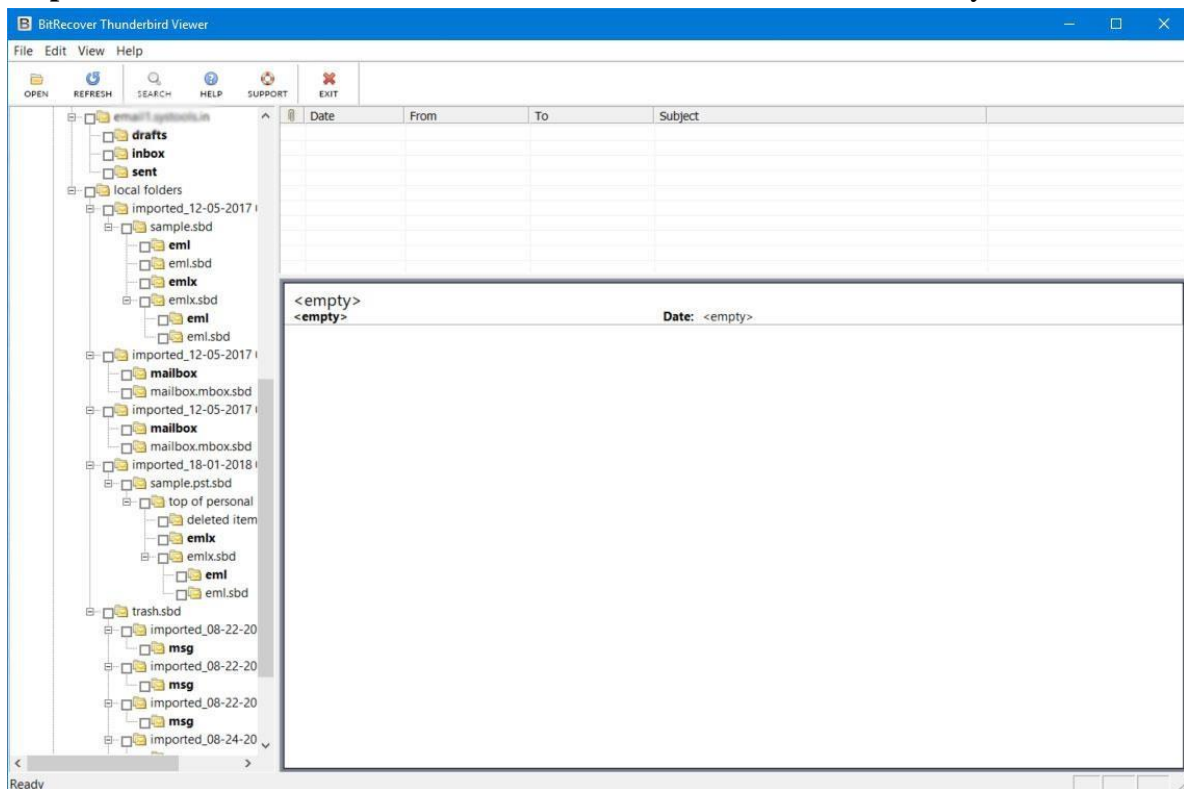 BitRecover Thunderbird Viewer
File Edit View Help
OPEN REFRESH SEARCH HELP SUPPORT EXIT
Date From To Subject
drafts
inbox
sent
local folders
imported_12-05-2017
sample.sbd
eml
eml.sbd
emlx
emlx.sbd
eml
eml.sbd
imported_12-05-2017
mailbox
mailbox.mbox.sbd
imported_12-05-2017
mailbox
mailbox.mbox.sbd
imported_18-01-2018
sample.pst.sbd
top of personal
deleted item
emlx
emlx.sbd
eml
eml.sbd
trash.sbd
imported_08-22-20
msg
imported_08-22-20
msg
imported_08-22-20
msg
imported_08-24-20
<empty>
<empty> Date: <empty>
Ready